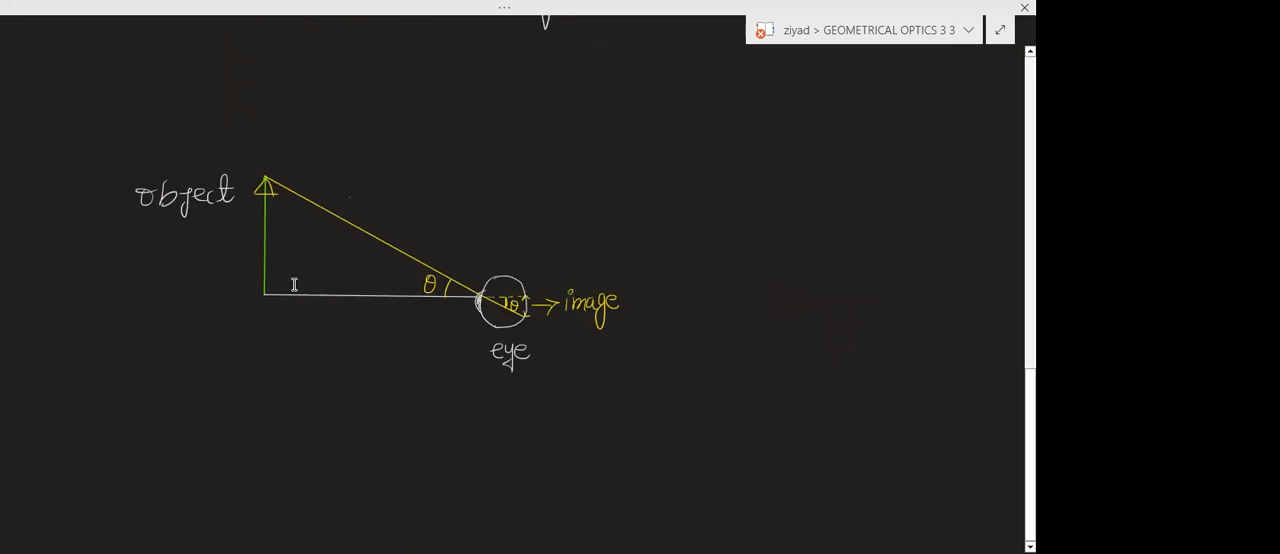 ziyad > GEOMETRICAL OPTICS 3 3
object
θ
θ
image
eye